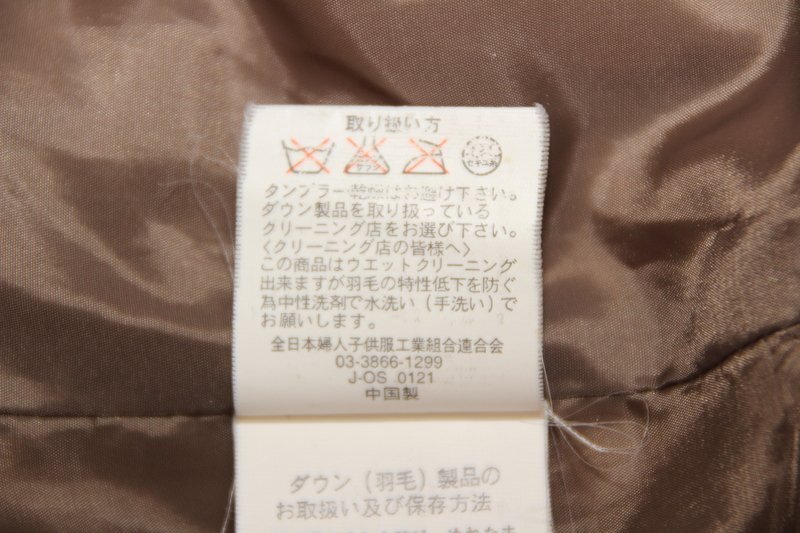 取り扱い方
セキユ系
タンブラー乾燥はお避け下さい。
ダウン製品を取り扱っている
クリーニング店をお選び下さい。
〈クリーニング店の皆様へ〉
この商品はウエットクリーニング
出来ますが羽毛の特性低下を防ぐ
為中性洗剤で水洗い（手洗い）で
お願いします。
全日本婦人子供服工業組合連合会
03-3866-1299
J-OS 0121
中国製
ダウン（羽毛）製品の
お取扱い及び保存方法